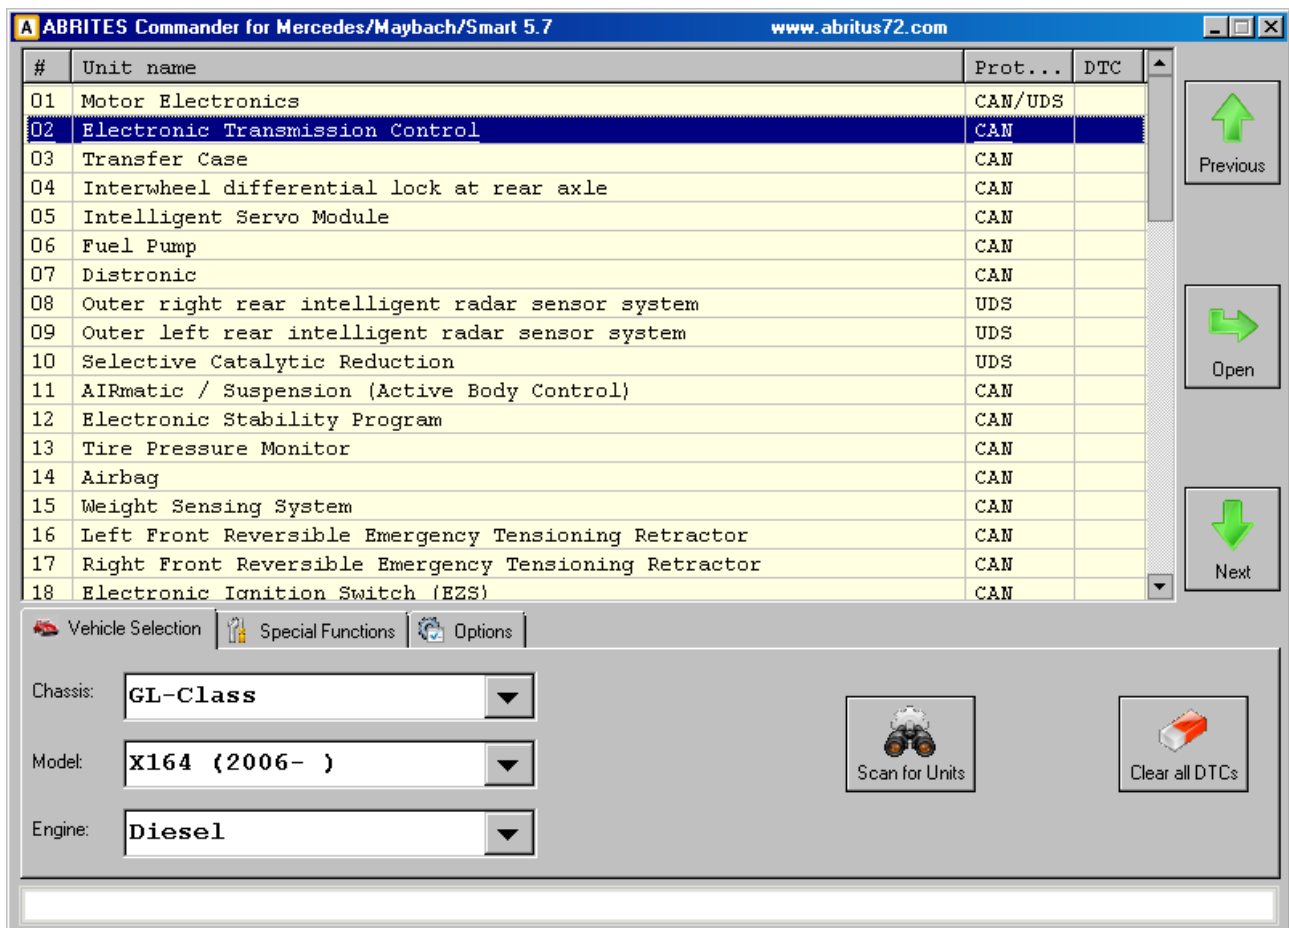 A ABRITES Commander for Mercedes/Maybach/Smart 5.7 www.abritus72.com
# Unit name Prot... DTC
01 Motor Electronics CAN/UDS
02 Electronic Transmission Control CAN
03 Transfer Case CAN
04 Interwheel differential lock at rear axle CAN
05 Intelligent Servo Module CAN
06 Fuel Pump CAN
07 Distronic CAN
08 Outer right rear intelligent radar sensor system UDS
09 Outer left rear intelligent radar sensor system UDS
10 Selective Catalytic Reduction UDS
11 AIRmatic / Suspension (Active Body Control) CAN
12 Electronic Stability Program CAN
13 Tire Pressure Monitor CAN
14 Airbag CAN
15 Weight Sensing System CAN
16 Left Front Reversible Emergency Tensioning Retractor CAN
17 Right Front Reversible Emergency Tensioning Retractor CAN
18 Electronic Ignition Switch (EZS) CAN
Previous
Open
Next
Vehicle Selection Special Functions Options
Chassis: GL-Class
Model: X164 (2006- )
Engine: Diesel
Scan for Units
Clear all DTCs